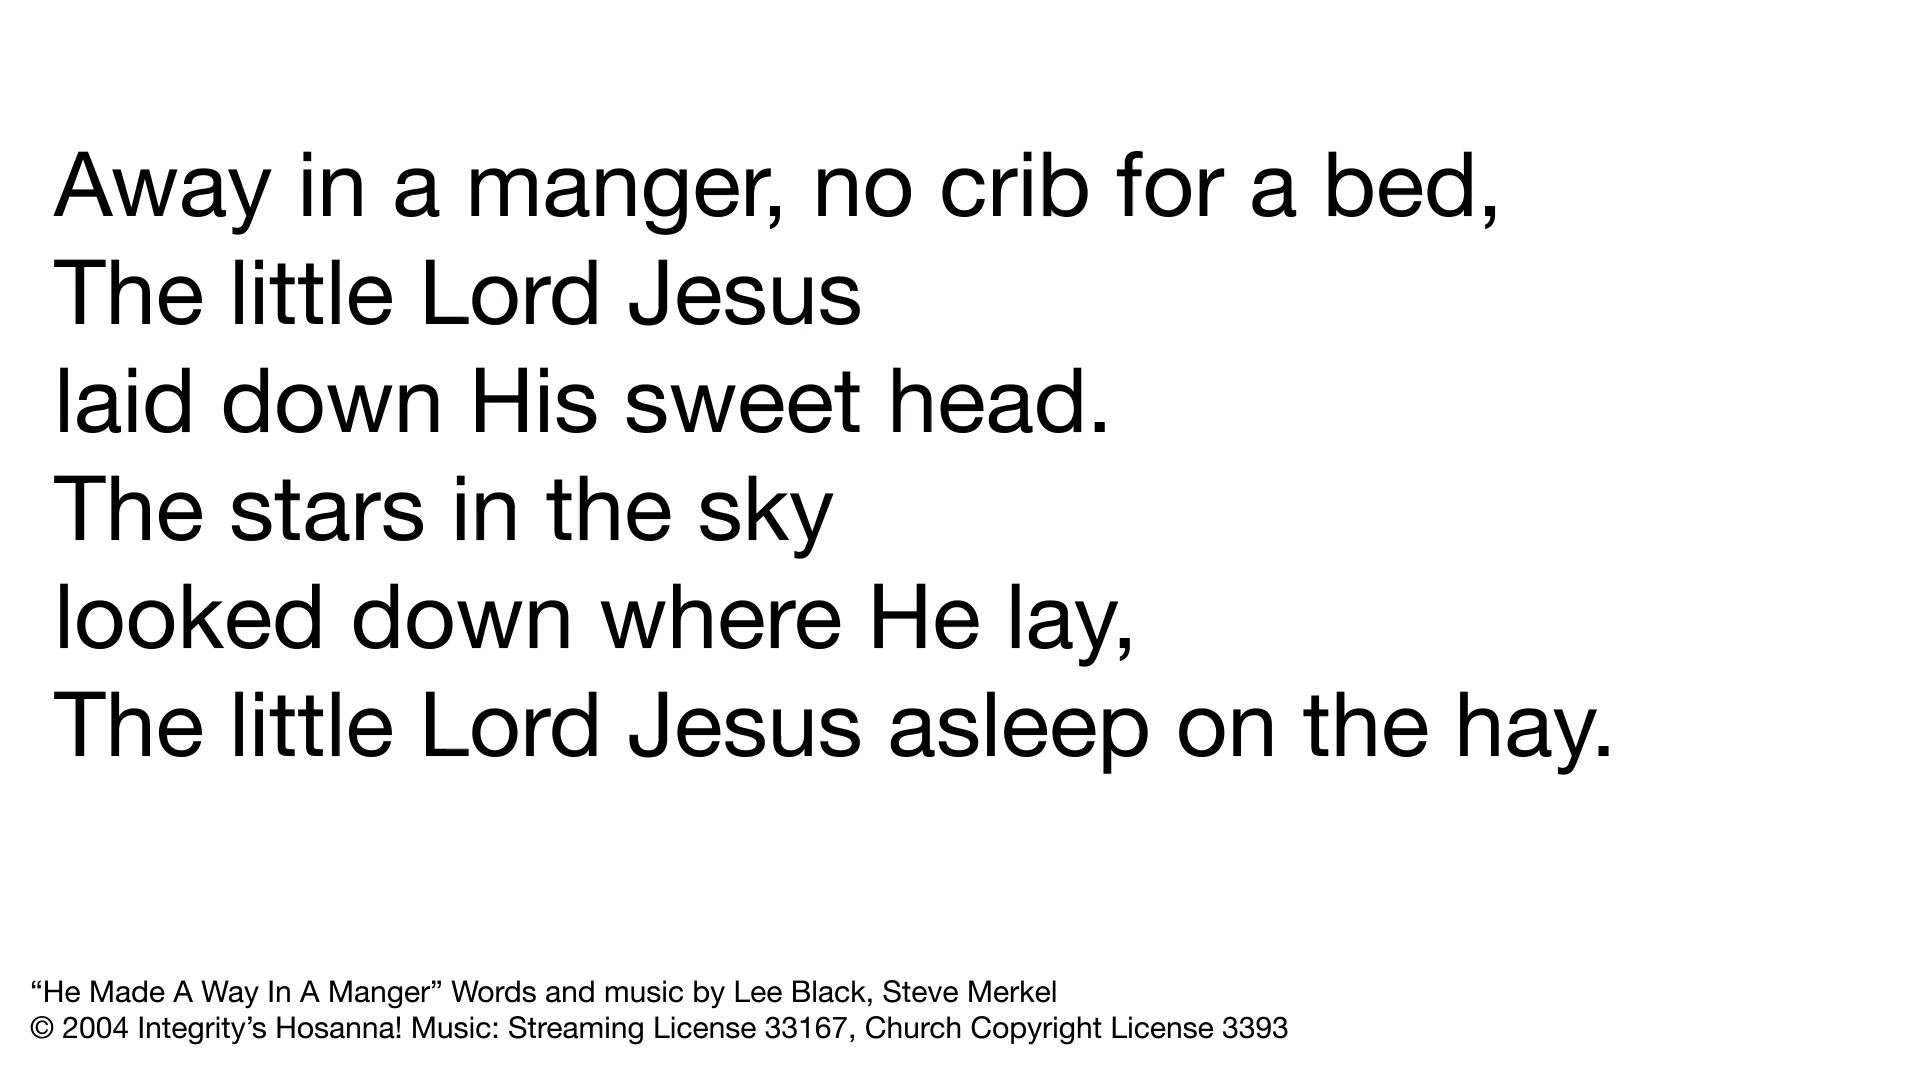 Away in a manger, no crib for a bed,
The little Lord Jesus
laid down His sweet head.
The stars in the sky
looked down where He lay,
The little Lord Jesus asleep on the hay.
“He Made A Way In A Manger” Words and music by Lee Black, Steve Merkel
© 2004 Integrity’s Hosanna! Music: Streaming License 33167, Church Copyright License 3393